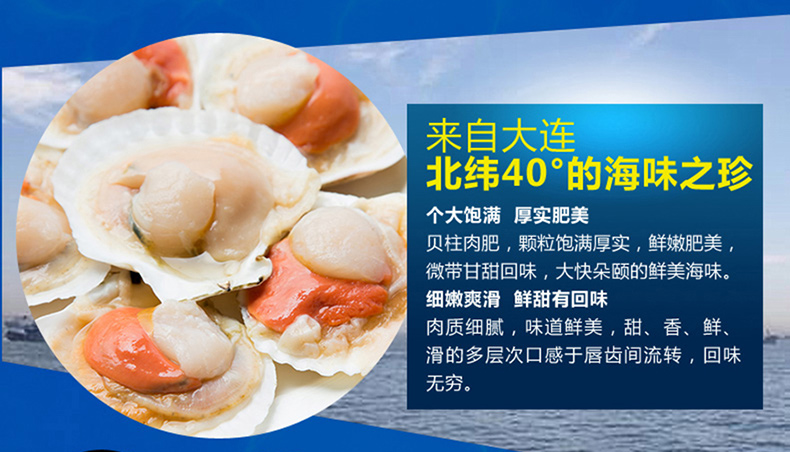 来自大连
北纬40°的海味之珍
个大饱满 厚实肥美
贝柱肉肥，颗粒饱满厚实，鲜嫩肥美，
微带甘甜回味，大快朵颐的鲜美海味。
细嫩爽滑 鲜甜有回味
肉质细腻，味道鲜美，甜、香、鲜、
滑的多层次口感于唇齿间流转，回味
无穷。